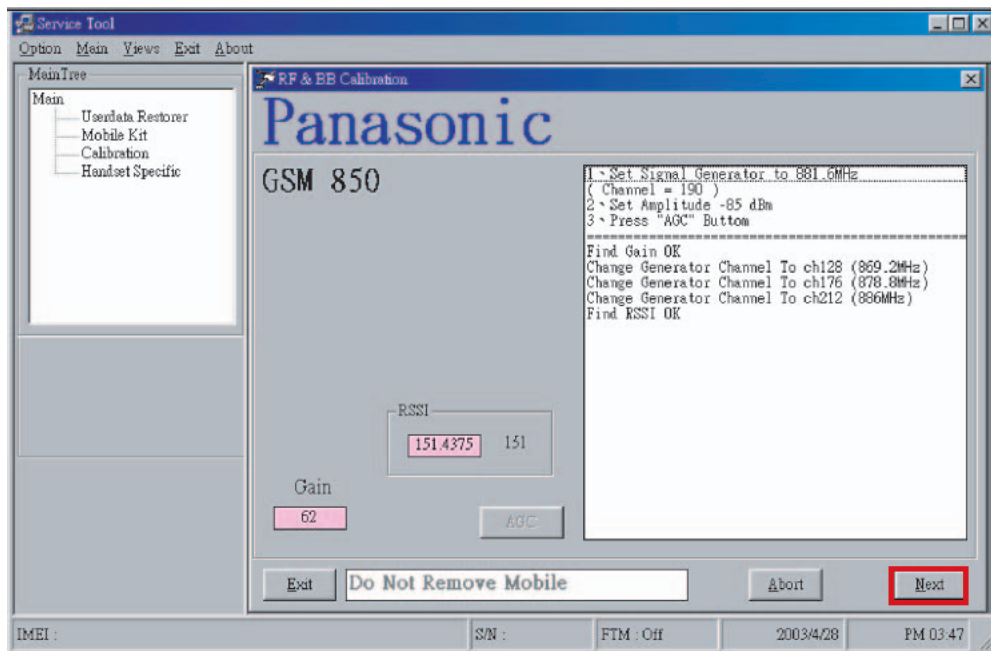 Service Tool
Option Main Views Exit About
MainTree
Main
Userdata Restorer
Mobile Kit
Calibration
Handset Specific
RF & BB Calibration
Panasonic
GSM 850
1、Set Signal Generator to 881.6MHz
( Channel = 190 )
2、Set Amplitude -85 dBm
3、Press "AGC" Buttom
==================================================
Find Gain OK
Change Generator Channel To ch128 (869.2MHz)
Change Generator Channel To ch176 (878.8MHz)
Change Generator Channel To ch212 (886MHz)
Find RSSI OK
RSSI
151.4375 151
Gain
62
AGC
Exit Do Not Remove Mobile Abort Next
IMEI : S/N : FTM : Off 2003/4/28 PM 03:47